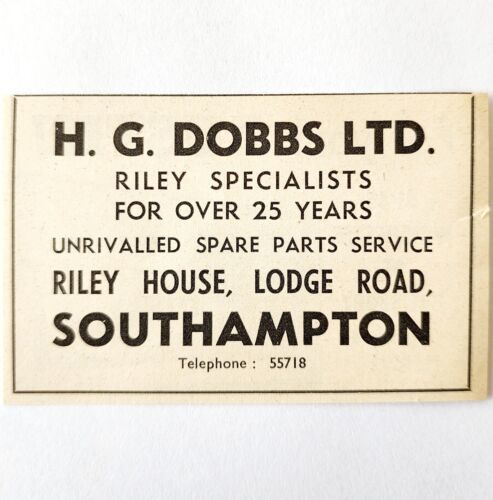 H. G. DOBBS LTD.
RILEY SPECIALISTS
FOR OVER 25 YEARS
UNRIVALLED SPARE PARTS SERVICE
RILEY HOUSE, LODGE ROAD,
SOUTHAMPTON
Telephone : 55718